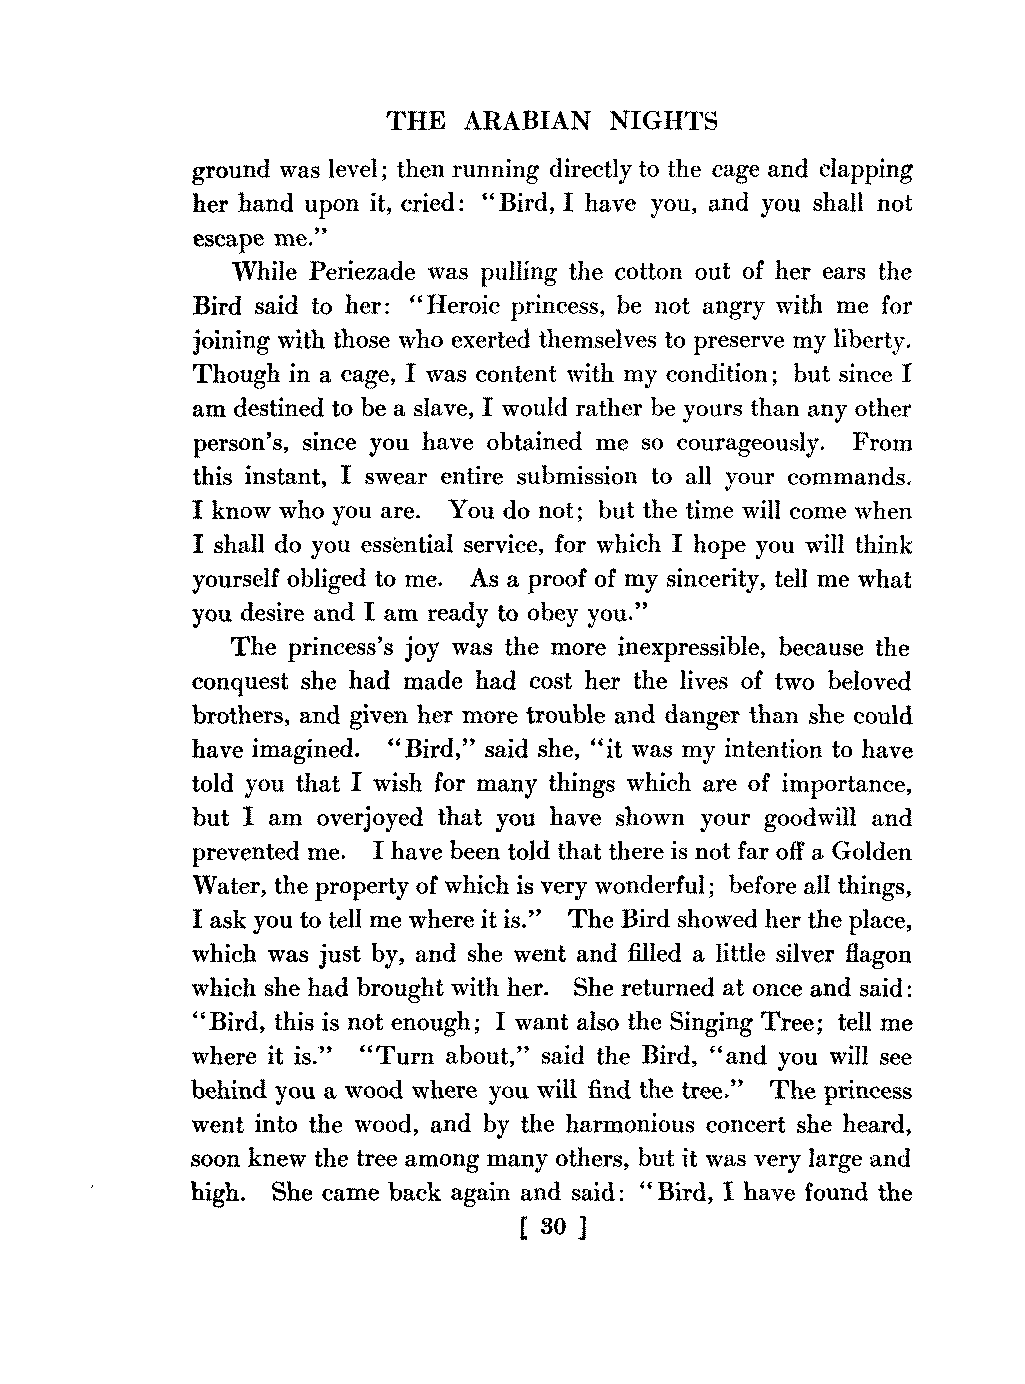 THE ARABIAN NIGHTS
ground was level; then running directly to the cage and clapping
her hand upon it, cried: “Bird, I have you, and you shall not
escape me.”
While Periezade was pulling the cotton out of her ears the
Bird said to her: “Heroic princess, be not angry with me for
joining with those who exerted themselves to preserve my liberty.
Though in a cage, I was content with my condition; but since I
am destined to be a slave, I would rather be yours than any other
person’s, since you have obtained me so courageously. From
this instant, I swear entire submission to all your commands.
I know who you are. You do not; but the time will come when
I shall do you essential service, for which I hope you will think
yourself obliged to me. As a proof of my sincerity, tell me what
you desire and I am ready to obey you.”
The princess’s joy was the more inexpressible, because the
conquest she had made had cost her the lives of two beloved
brothers, and given her more trouble and danger than she could
have imagined. “Bird,” said she, “it was my intention to have
told you that I wish for many things which are of importance,
but I am overjoyed that you have shown your goodwill and
prevented me. I have been told that there is not far off a Golden
Water, the property of which is very wonderful; before all things,
I ask you to tell me where it is.” The Bird showed her the place,
which was just by, and she went and filled a little silver flagon
which she had brought with her. She returned at once and said:
“Bird, this is not enough; I want also the Singing Tree; tell me
where it is.” “Turn about,” said the Bird, “and you will see
behind you a wood where you will find the tree.” The princess
went into the wood, and by the harmonious concert she heard,
soon knew the tree among many others, but it was very large and
high. She came back again and said: “Bird, I have found the
[ 30 ]